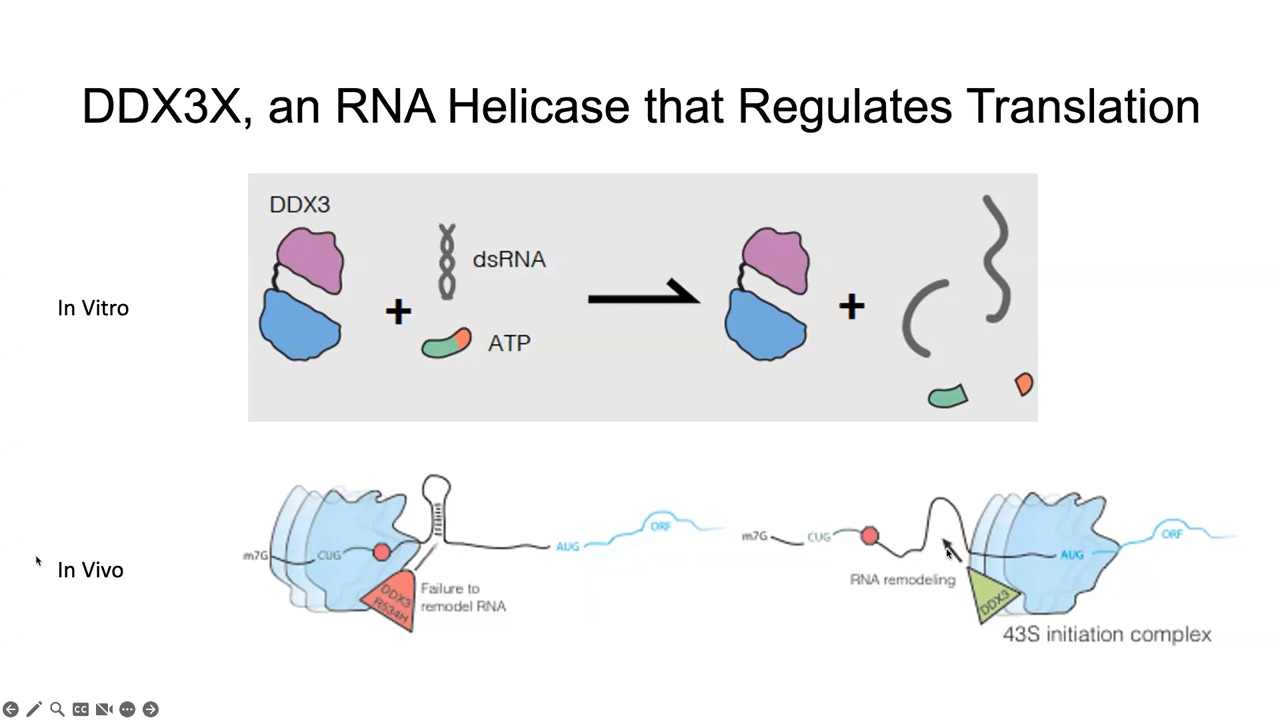 DDX3X, an RNA Helicase that Regulates Translation
DDX3
dsRNA
ATP
In Vitro
In Vivo
m7G
CUG
DDX3
R534H
Failure to
remodel RNA
AUG
ORF
m7G
CUG
RNA remodeling
DDX3
AUG
ORF
43S initiation complex
CC